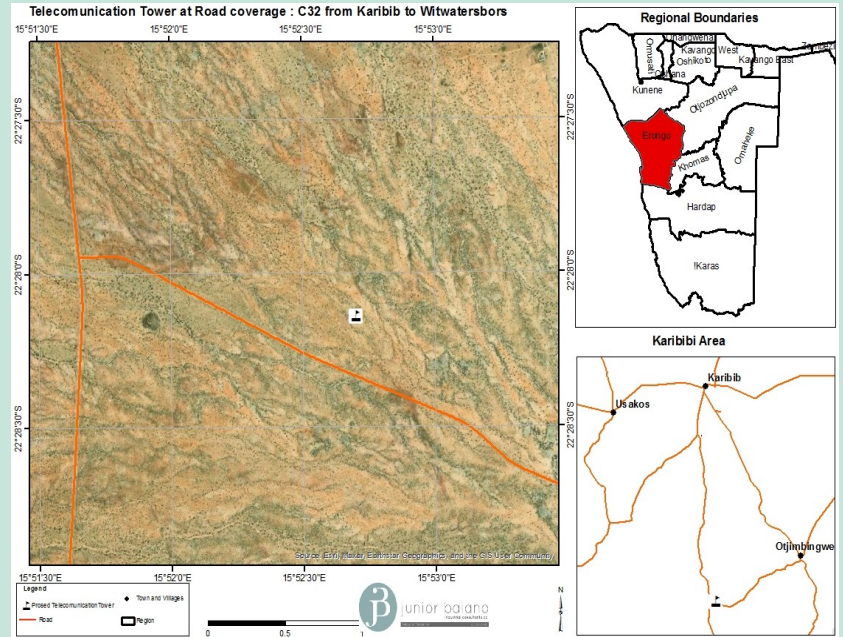 Telecomunication Tower at Road coverage : C32 from Karibib to Witwatersbors
15°51'30"E 15°52'0"E 15°52'30"E 15°53'0"E
22°27'30"S
22°28'0"S
22°28'30"S
22°27'30"S
22°28'0"S
22°28'30"S
Source: Esri, Maxar, Earthstar Geographics, and the GIS User Community
15°51'30"E 15°52'0"E 15°52'30"E 15°53'0"E
Legend
Prosed Telecomunication Tower
Town and Villages
Road
Region
0 0.5 1
junior baiano
N
S
Regional Boundaries
Ohangwena
Omusati
Kavango West
Oshikoto
Kavango East
Oshana
Kunene
Otjozondjupa
Erongo
Omaheke
Khomas
Hardap
!Karas
Karibibi Area
Karibib
Usakos
Otjimbingwe